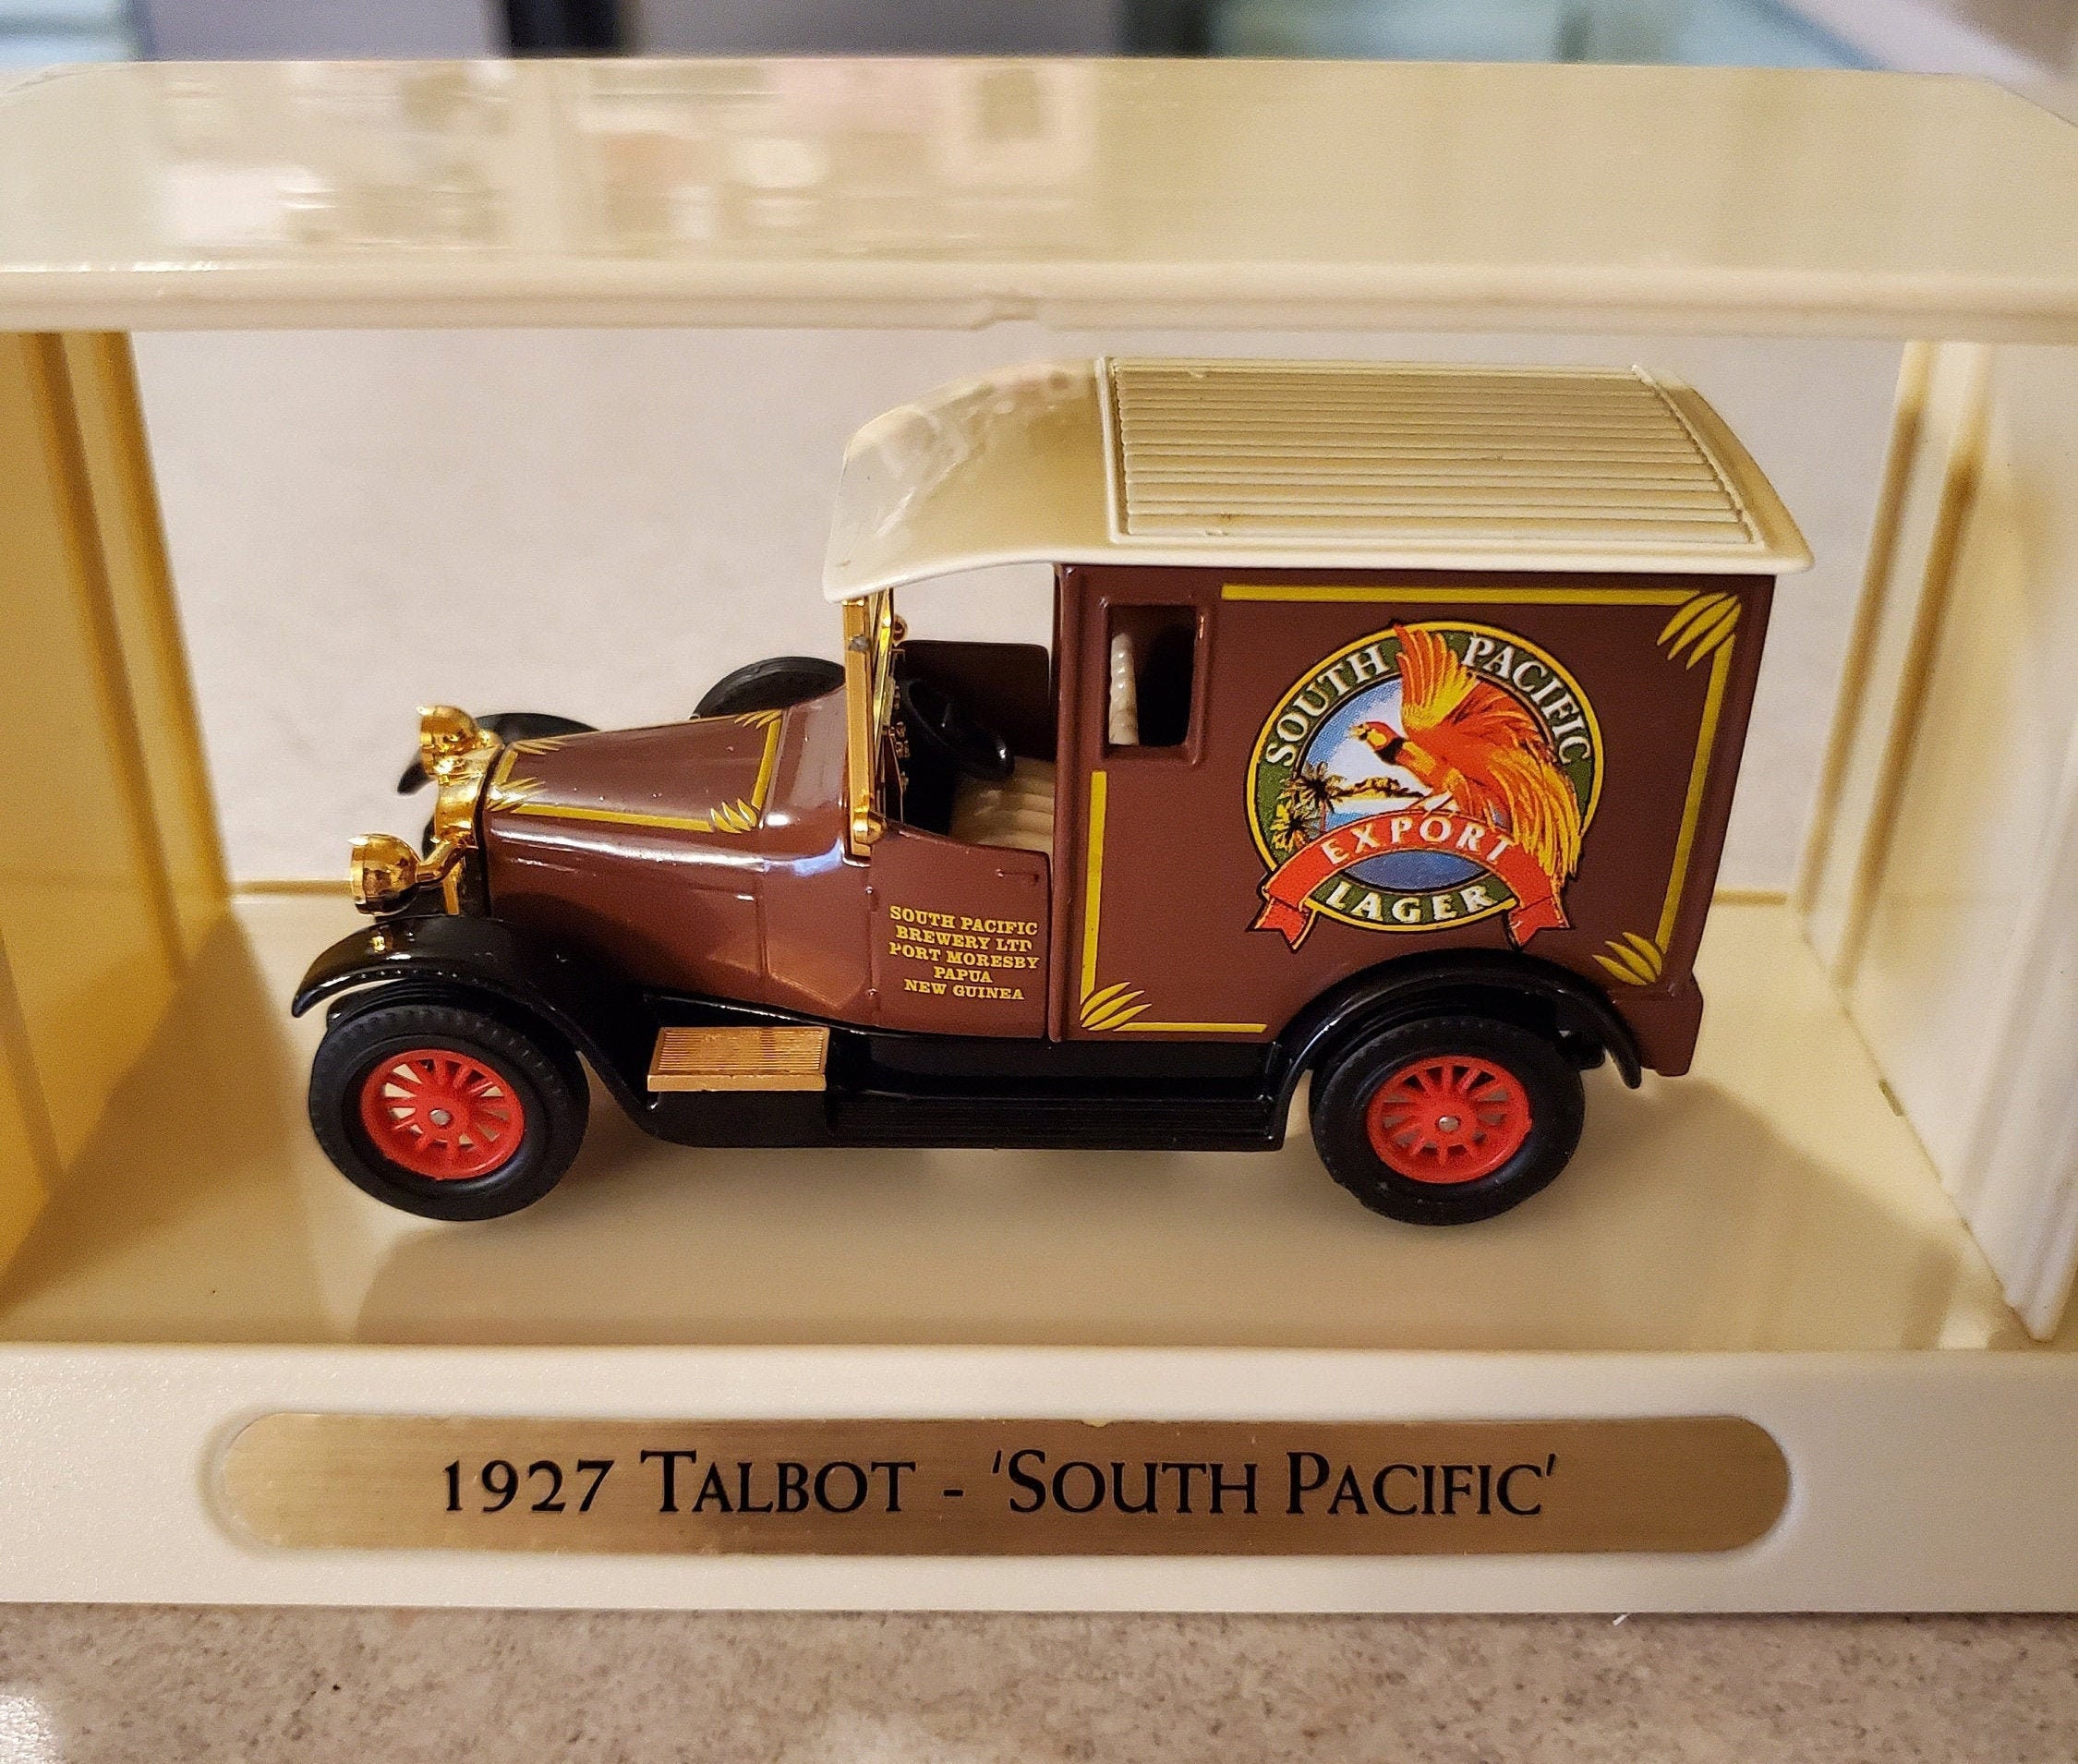 SOUTH PACIFIC
EXPORT
LAGER
SOUTH PACIFIC
BREWERY LTD
PORT MORESBY
PAPUA
NEW GUINEA
1927 TALBOT - 'SOUTH PACIFIC'